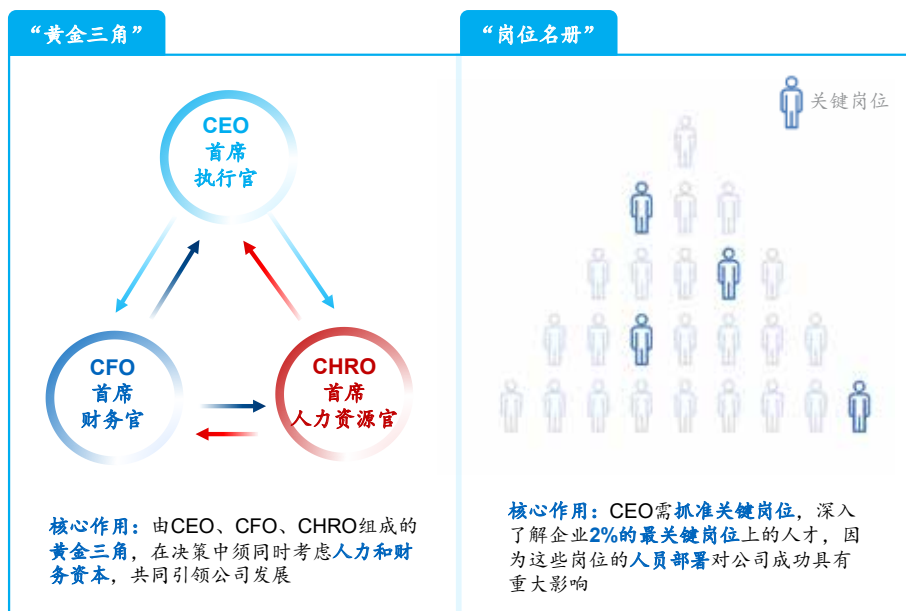 “黄金三角”
CEO
首席
执行官
CFO
首席
财务官
CHRO
首席
人力资源官
核心作用：由CEO、CFO、CHRO组成的
黄金三角，在决策中须同时考虑人力和财
务资本，共同引领公司发展
“岗位名册”
关键岗位
核心作用：CEO需抓准关键岗位，深入
了解企业2%的最关键岗位上的人才，因
为这些岗位的人员部署对公司成功具有
重大影响